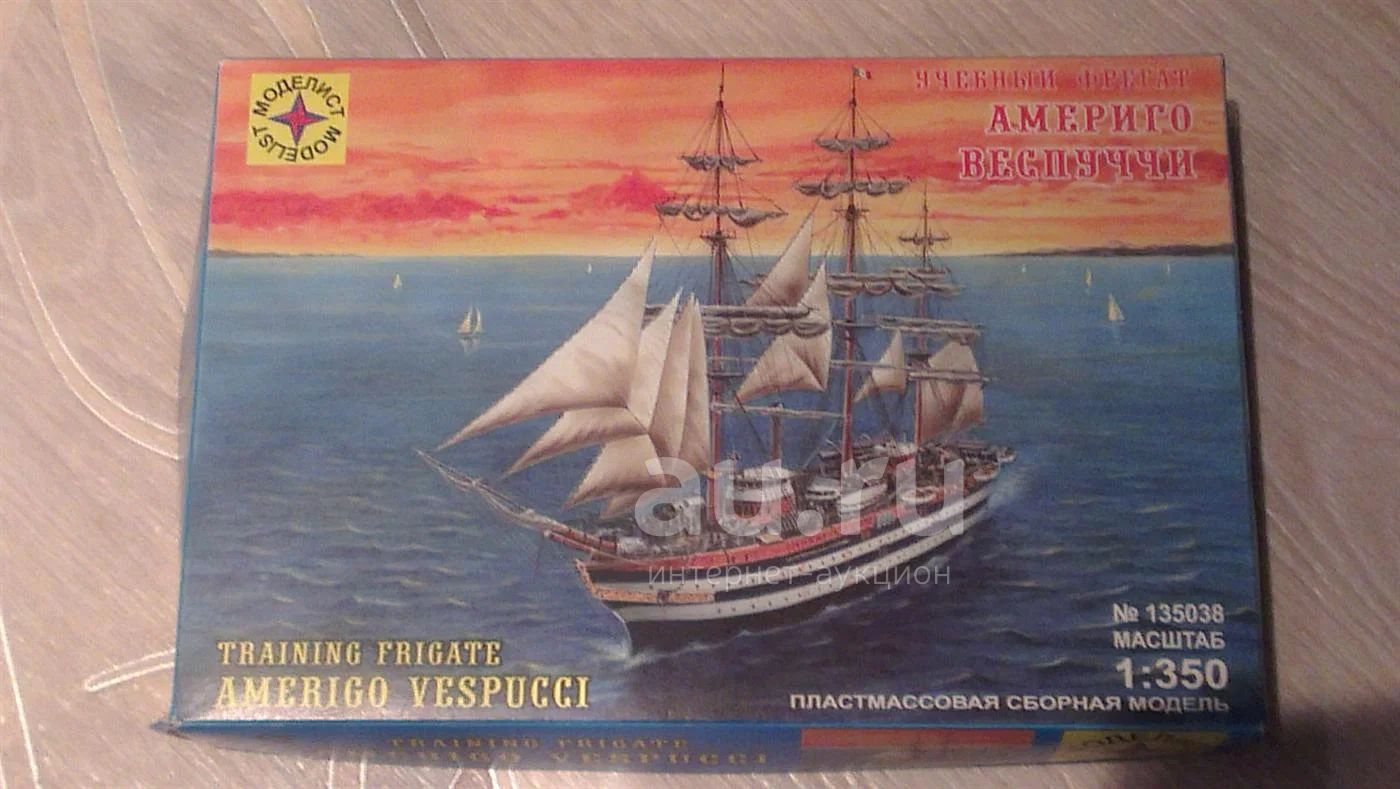 МОДЕЛИСТ
MODELIST
УЧЕБНЫЙ ФРЕГАТ
АМЕРИГО
ВЕСПУЧЧИ
au.ru
интернет-аукцион
№ 135038
МАСШТАБ
1:350
ПЛАСТМАССОВАЯ СБОРНАЯ МОДЕЛЬ
TRAINING FRIGATE
AMERIGO VESPUCCI
TRAINING FRIGATE
VESPUCCI